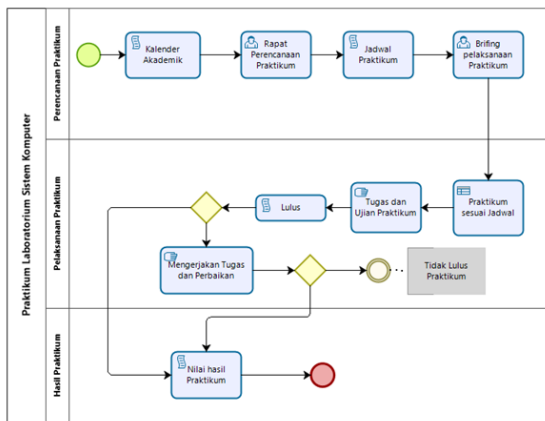 Praktikum Laboratorium Sistem Komputer
Perencanaan Praktikum
Kalender
Akademik
Rapat
Perencanaan
Praktikum
Jadwal
Praktikum
Brifing
pelaksanaan
Praktikum
Pelaksanaan Praktikum
Praktikum
sesuai Jadwal
Tugas dan
Ujian Praktikum
Lulus
Mengerjakan Tugas
dan Perbaikan
Tidak Lulus
Praktikum
Hasil Praktikum
Nilai hasil
Praktikum